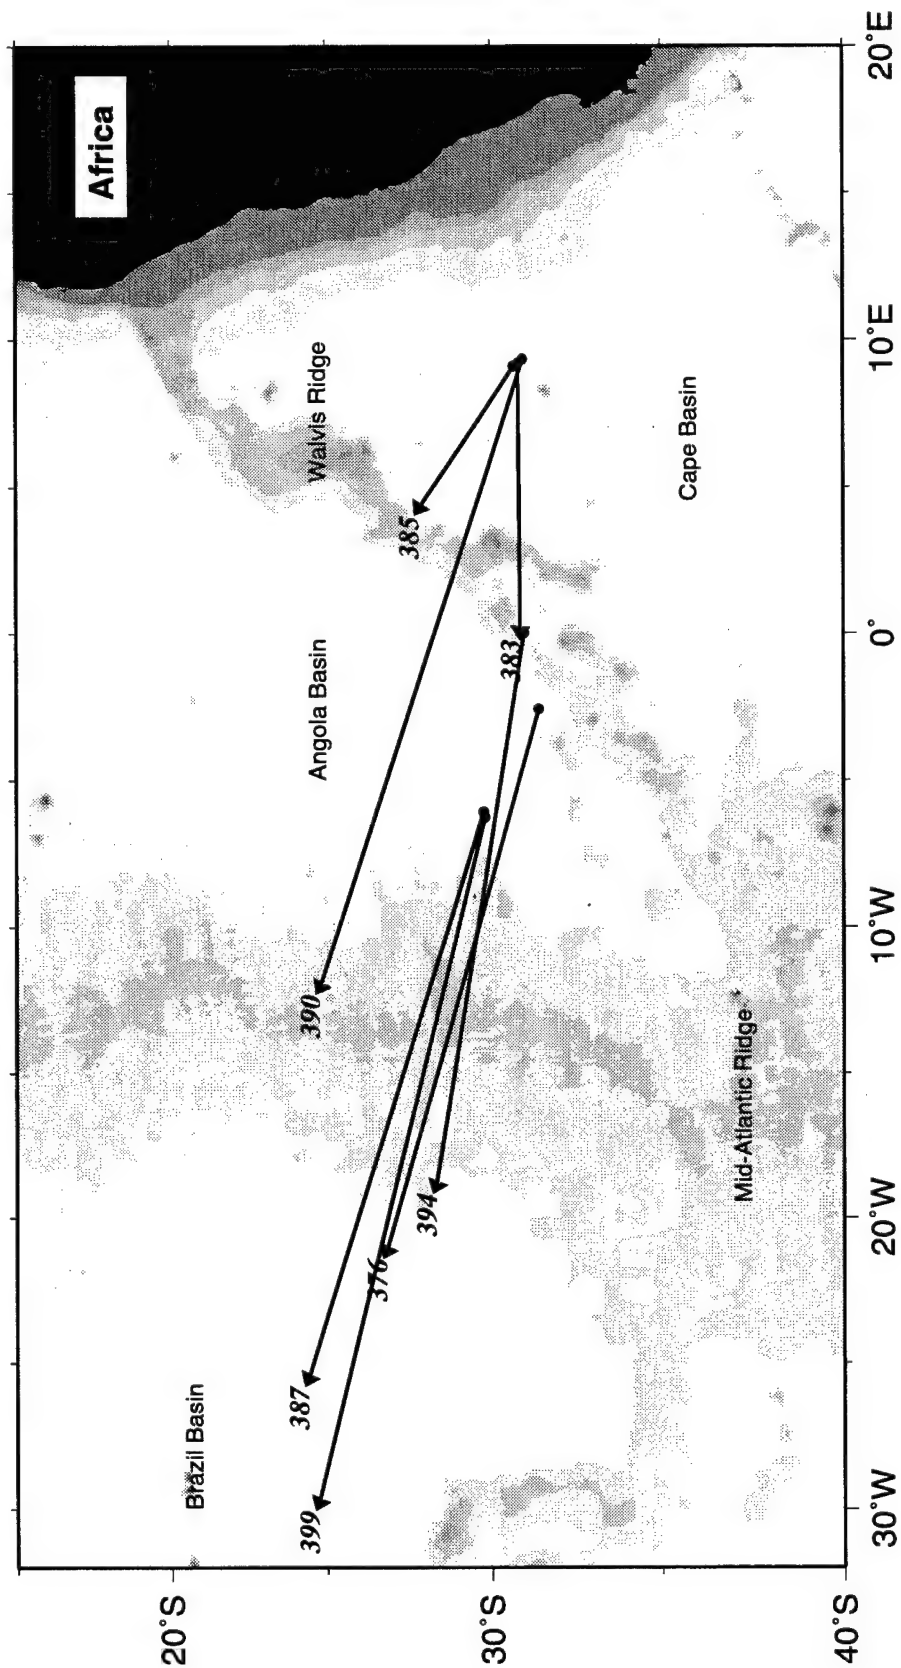 Africa
Walvis Ridge
Angola Basin
Cape Basin
Brazil Basin
Mid-Atlantic Ridge
385
383
390
394
376
387
399
20°S
30°S
40°S
30°W
20°W
10°W
0°
10°E
20°E